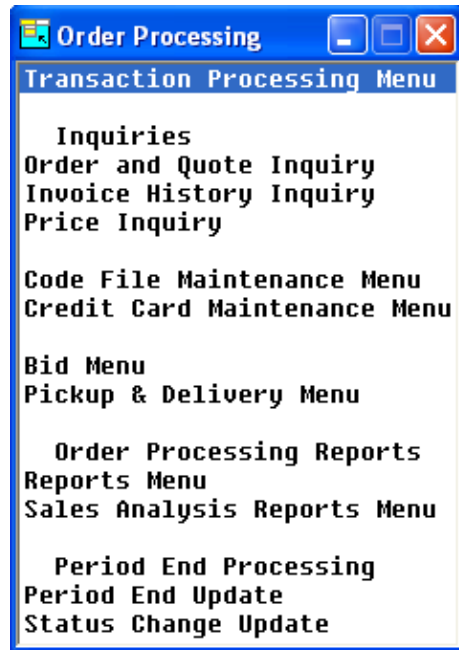 Order Processing
Transaction Processing Menu
Inquiries
Order and Quote Inquiry
Invoice History Inquiry
Price Inquiry
Code File Maintenance Menu
Credit Card Maintenance Menu
Bid Menu
Pickup & Delivery Menu
Order Processing Reports
Reports Menu
Sales Analysis Reports Menu
Period End Processing
Period End Update
Status Change Update